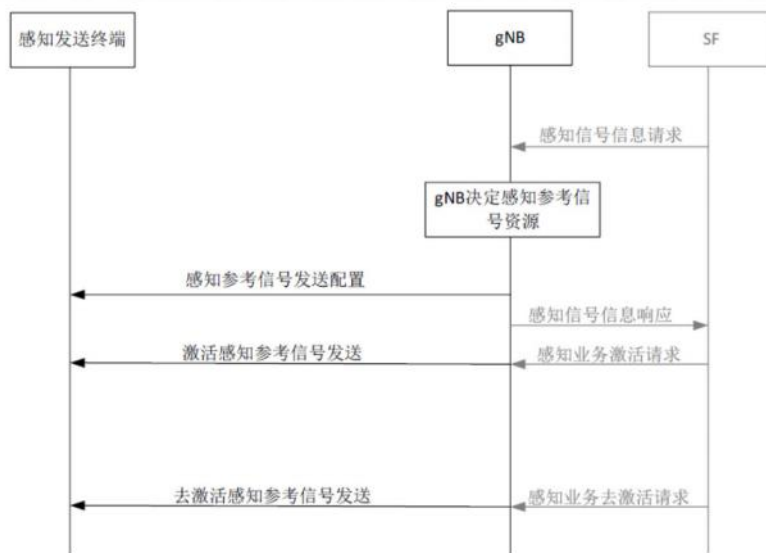 感知发送终端
gNB
SF
感知信号信息请求
gNB决定感知参考信
号资源
感知参考信号发送配置
感知信号信息响应
激活感知参考信号发送
感知业务激活请求
去激活感知参考信号发送
感知业务去激活请求